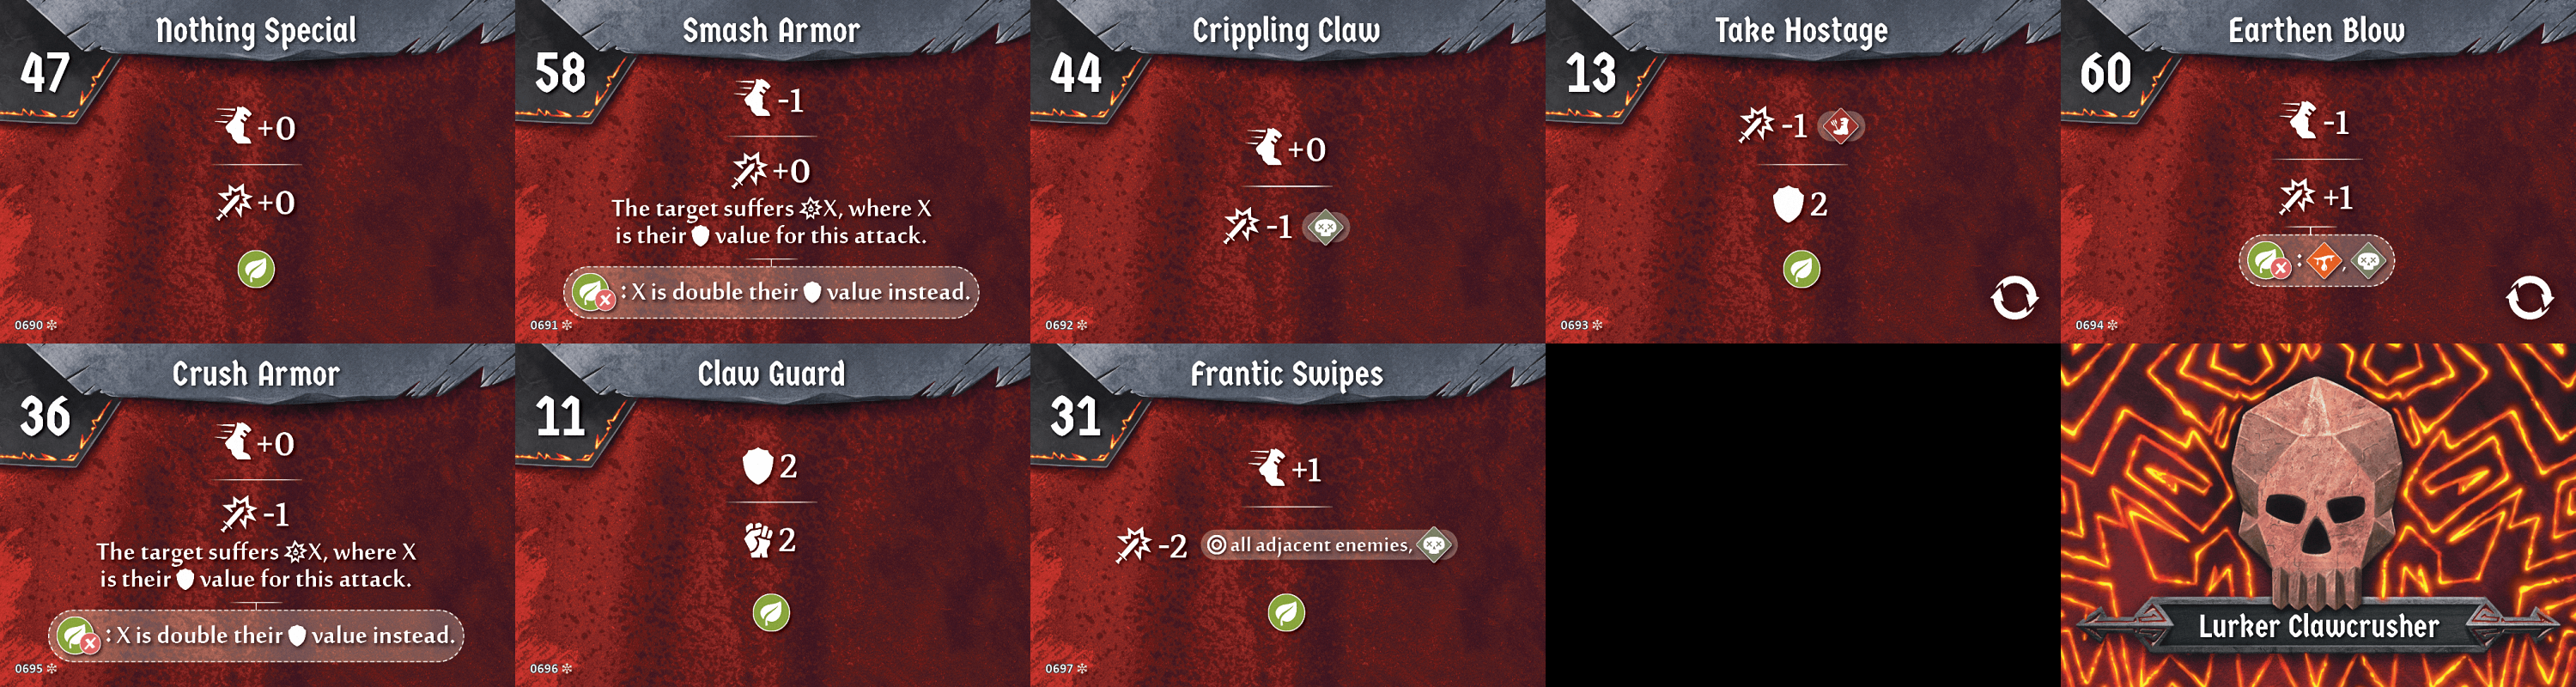 Nothing Special
47
+0
+0
0690
Smash Armor
58
-1
+0
The target suffers X, where X
is their value for this attack.
: X is double their value instead.
0691
Crippling Claw
44
+0
-1
0692
Take Hostage
13
-1
2
0693
Earthen Blow
60
-1
+1
: ,
0694
Crush Armor
36
+0
-1
The target suffers X, where X
is their value for this attack.
: X is double their value instead.
0695
Claw Guard
11
2
2
0696
Frantic Swipes
31
+1
-2 all adjacent enemies,
0697
Lurker Clawcrusher